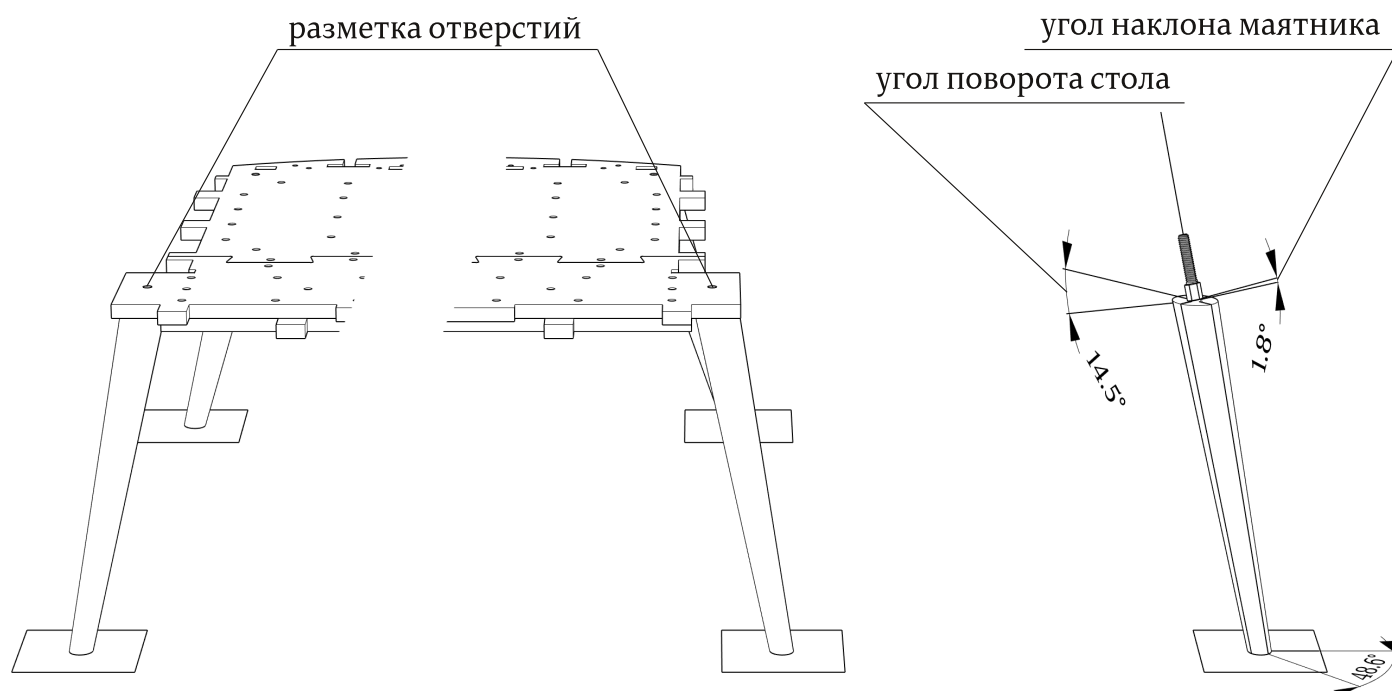 разметка отверстий
угол наклона маятника
угол поворота стола
14.5°
1.8°
48.6°